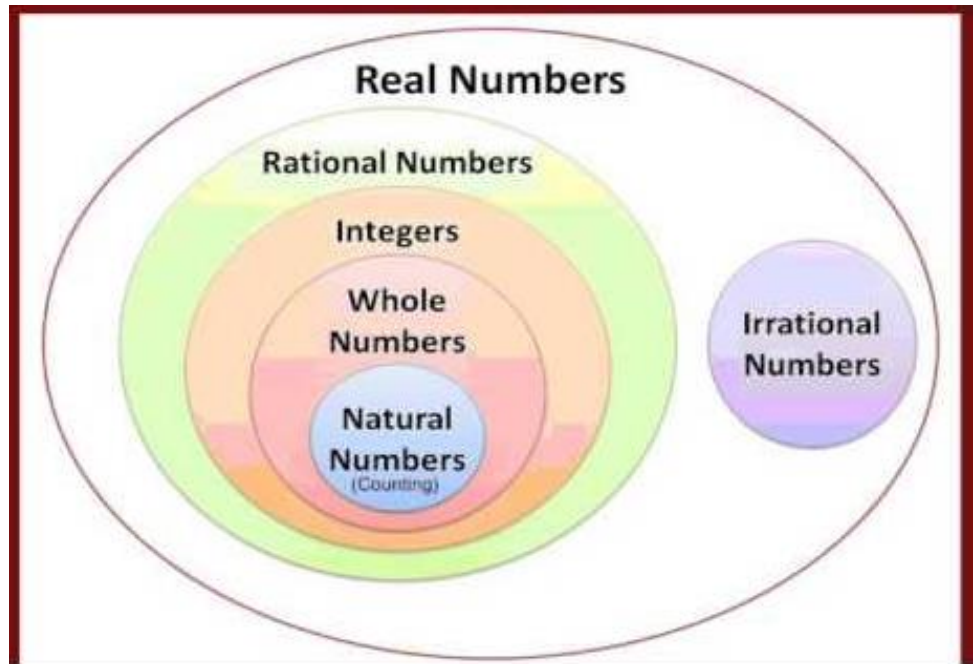 Real Numbers
Rational Numbers
Integers
Whole
Numbers
Natural
Numbers
(Counting)
Irrational
Numbers